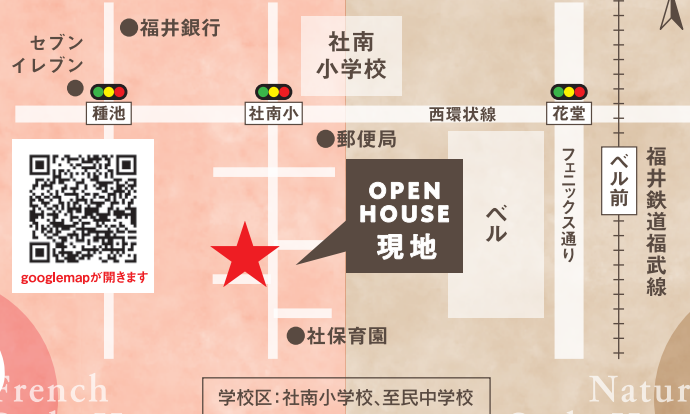 福井銀行
セブン
イレブン
社南
小学校
種池
社南小
西環状線
花堂
郵便局
OPEN
HOUSE
現地
ベル
フェニックス通り
ベル前
福井鉄道福武線
googlemapが開きます
社保育園
French
Natur
学校区：社南小学校、至民中学校